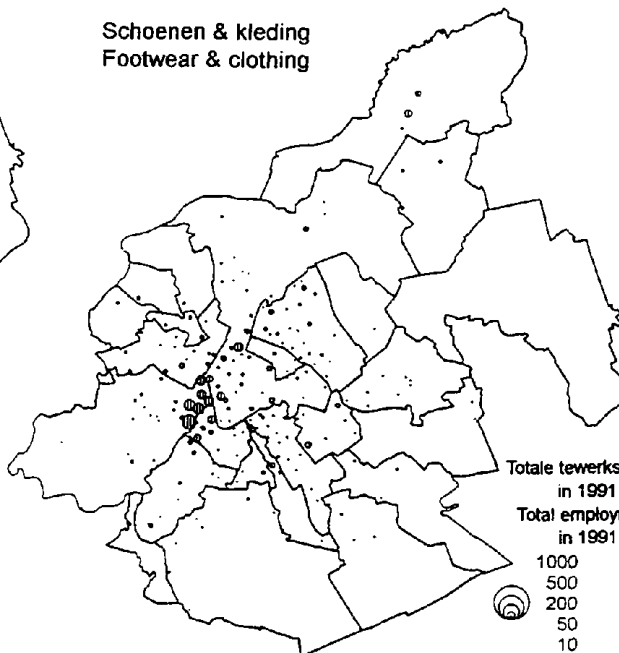 Schoenen & kleding
Footwear & clothing
Totale tewerks
in 1991
Total employ
in 1991
1000
500
200
50
10